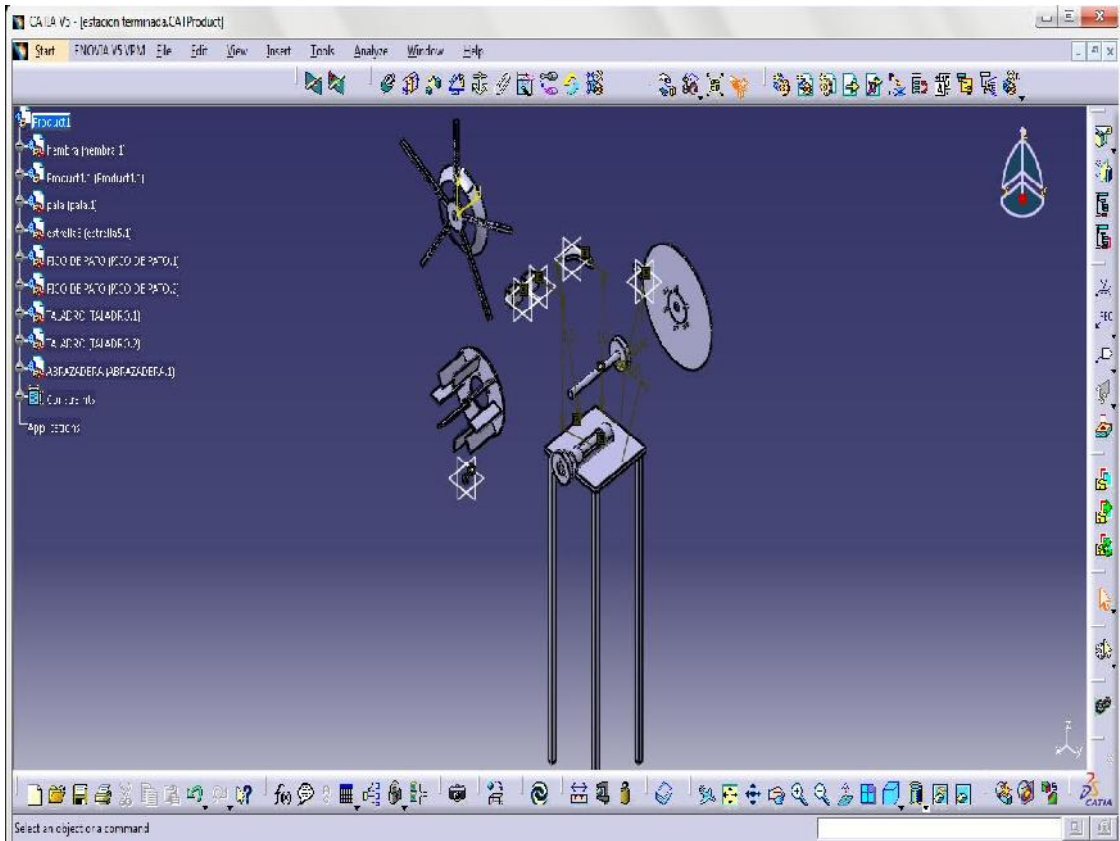 CATIA V5 - [estacion terminada.CATProduct]
Start ENOVIA V5 VPM File Edit View Insert Tools Analyze Window Help
Product1
hembra (hembra.1)
Product1.1 (Product1.1)
pala (pala.1)
(estrella5.1)
PICO DE PATO (PICO DE PATO.1)
PICO DE PATO (PICO DE PATO.2)
TALADRO (TALADRO.1)
TALADRO (TALADRO.2)
ABRAZADERA (ABRAZADERA.1)
Constraints
Applications
Select an object or a command
CATIA